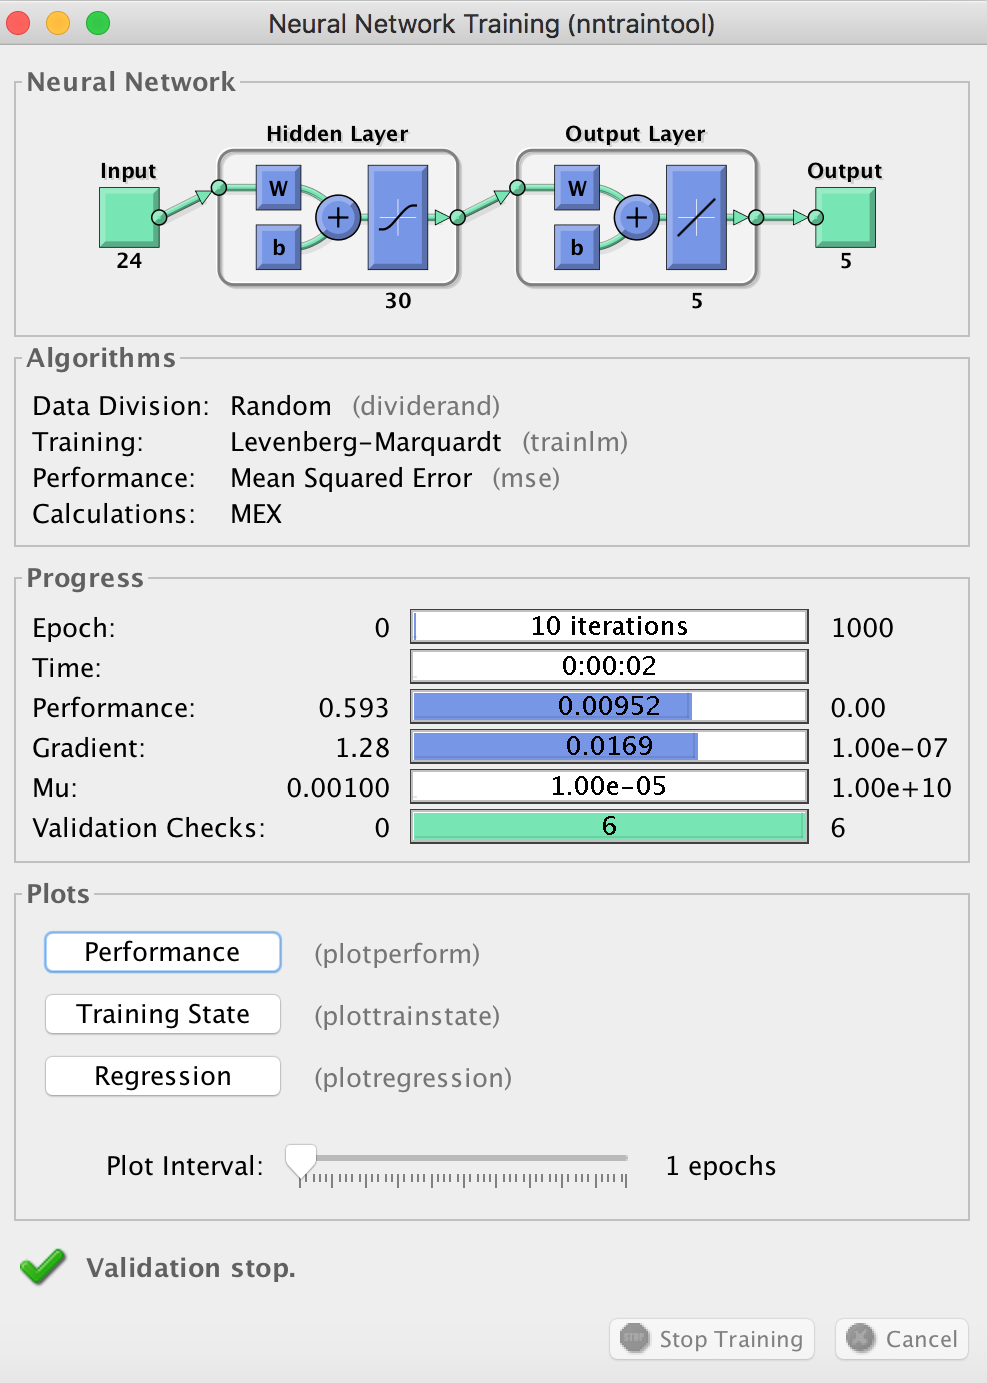 Neural Network Training (nntraintool)
Neural Network
Hidden Layer Output Layer
Input Output
W W
+ +
b b
24 5
30 5
Algorithms
Data Division: Random (dividerand)
Training: Levenberg-Marquardt (trainlm)
Performance: Mean Squared Error (mse)
Calculations: MEX
Progress
Epoch: 0 10 iterations 1000
Time: 0:00:02
Performance: 0.593 0.00952 0.00
Gradient: 1.28 0.0169 1.00e-07
Mu: 0.00100 1.00e-05 1.00e+10
Validation Checks: 0 6 6
Plots
Performance (plotperform)
Training State (plottrainstate)
Regression (plotregression)
Plot Interval: 1 epochs
Validation stop.
STOP Stop Training Cancel